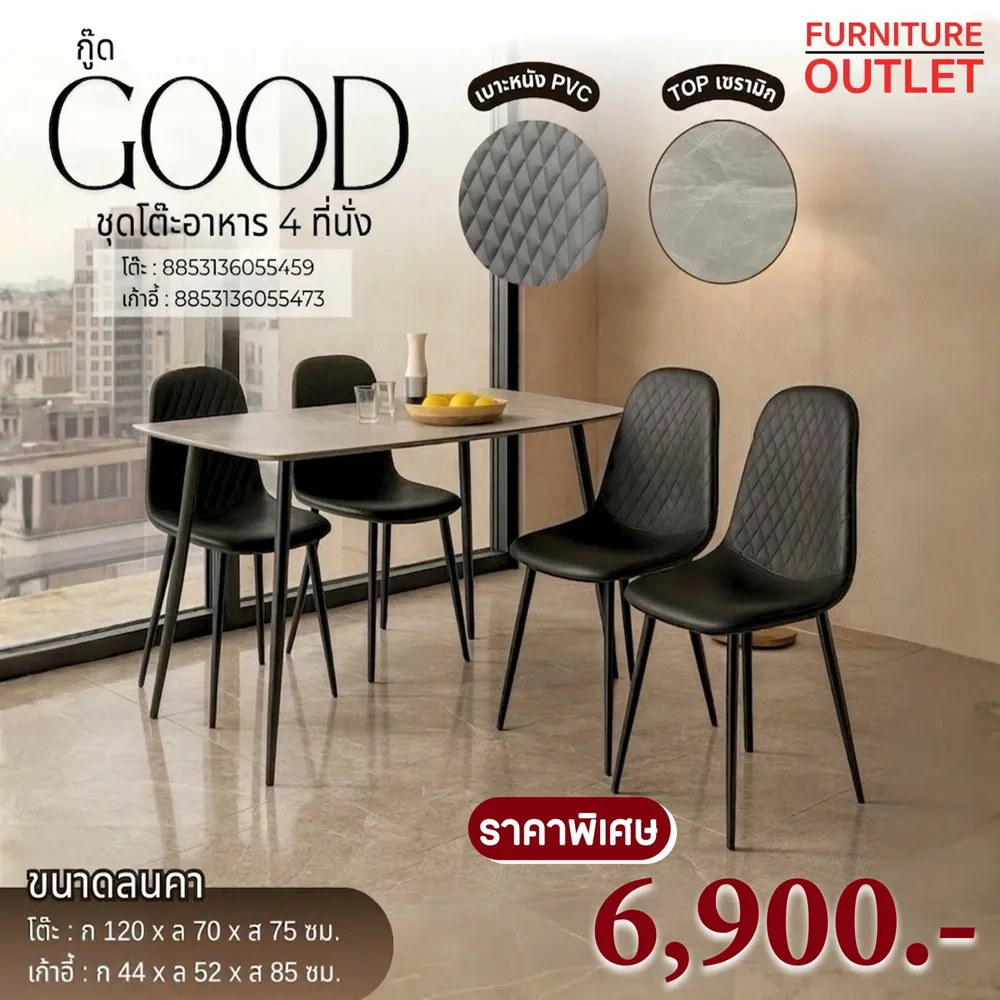 กู๊ด
GOOD
ชุดโต๊ะอาหาร 4 ที่นั่ง
โต๊ะ : 8853136055459
เก้าอี้ : 8853136055473
เบาะหนัง PVC
TOP เซรามิก
FURNITURE
OUTLET
ราคาพิเศษ
6,900.-
ขนาดลนคา
โต๊ะ : ก 120 x ล 70 x ส 75 ซม.
เก้าอี้ : ก 44 x ล 52 x ส 85 ซม.